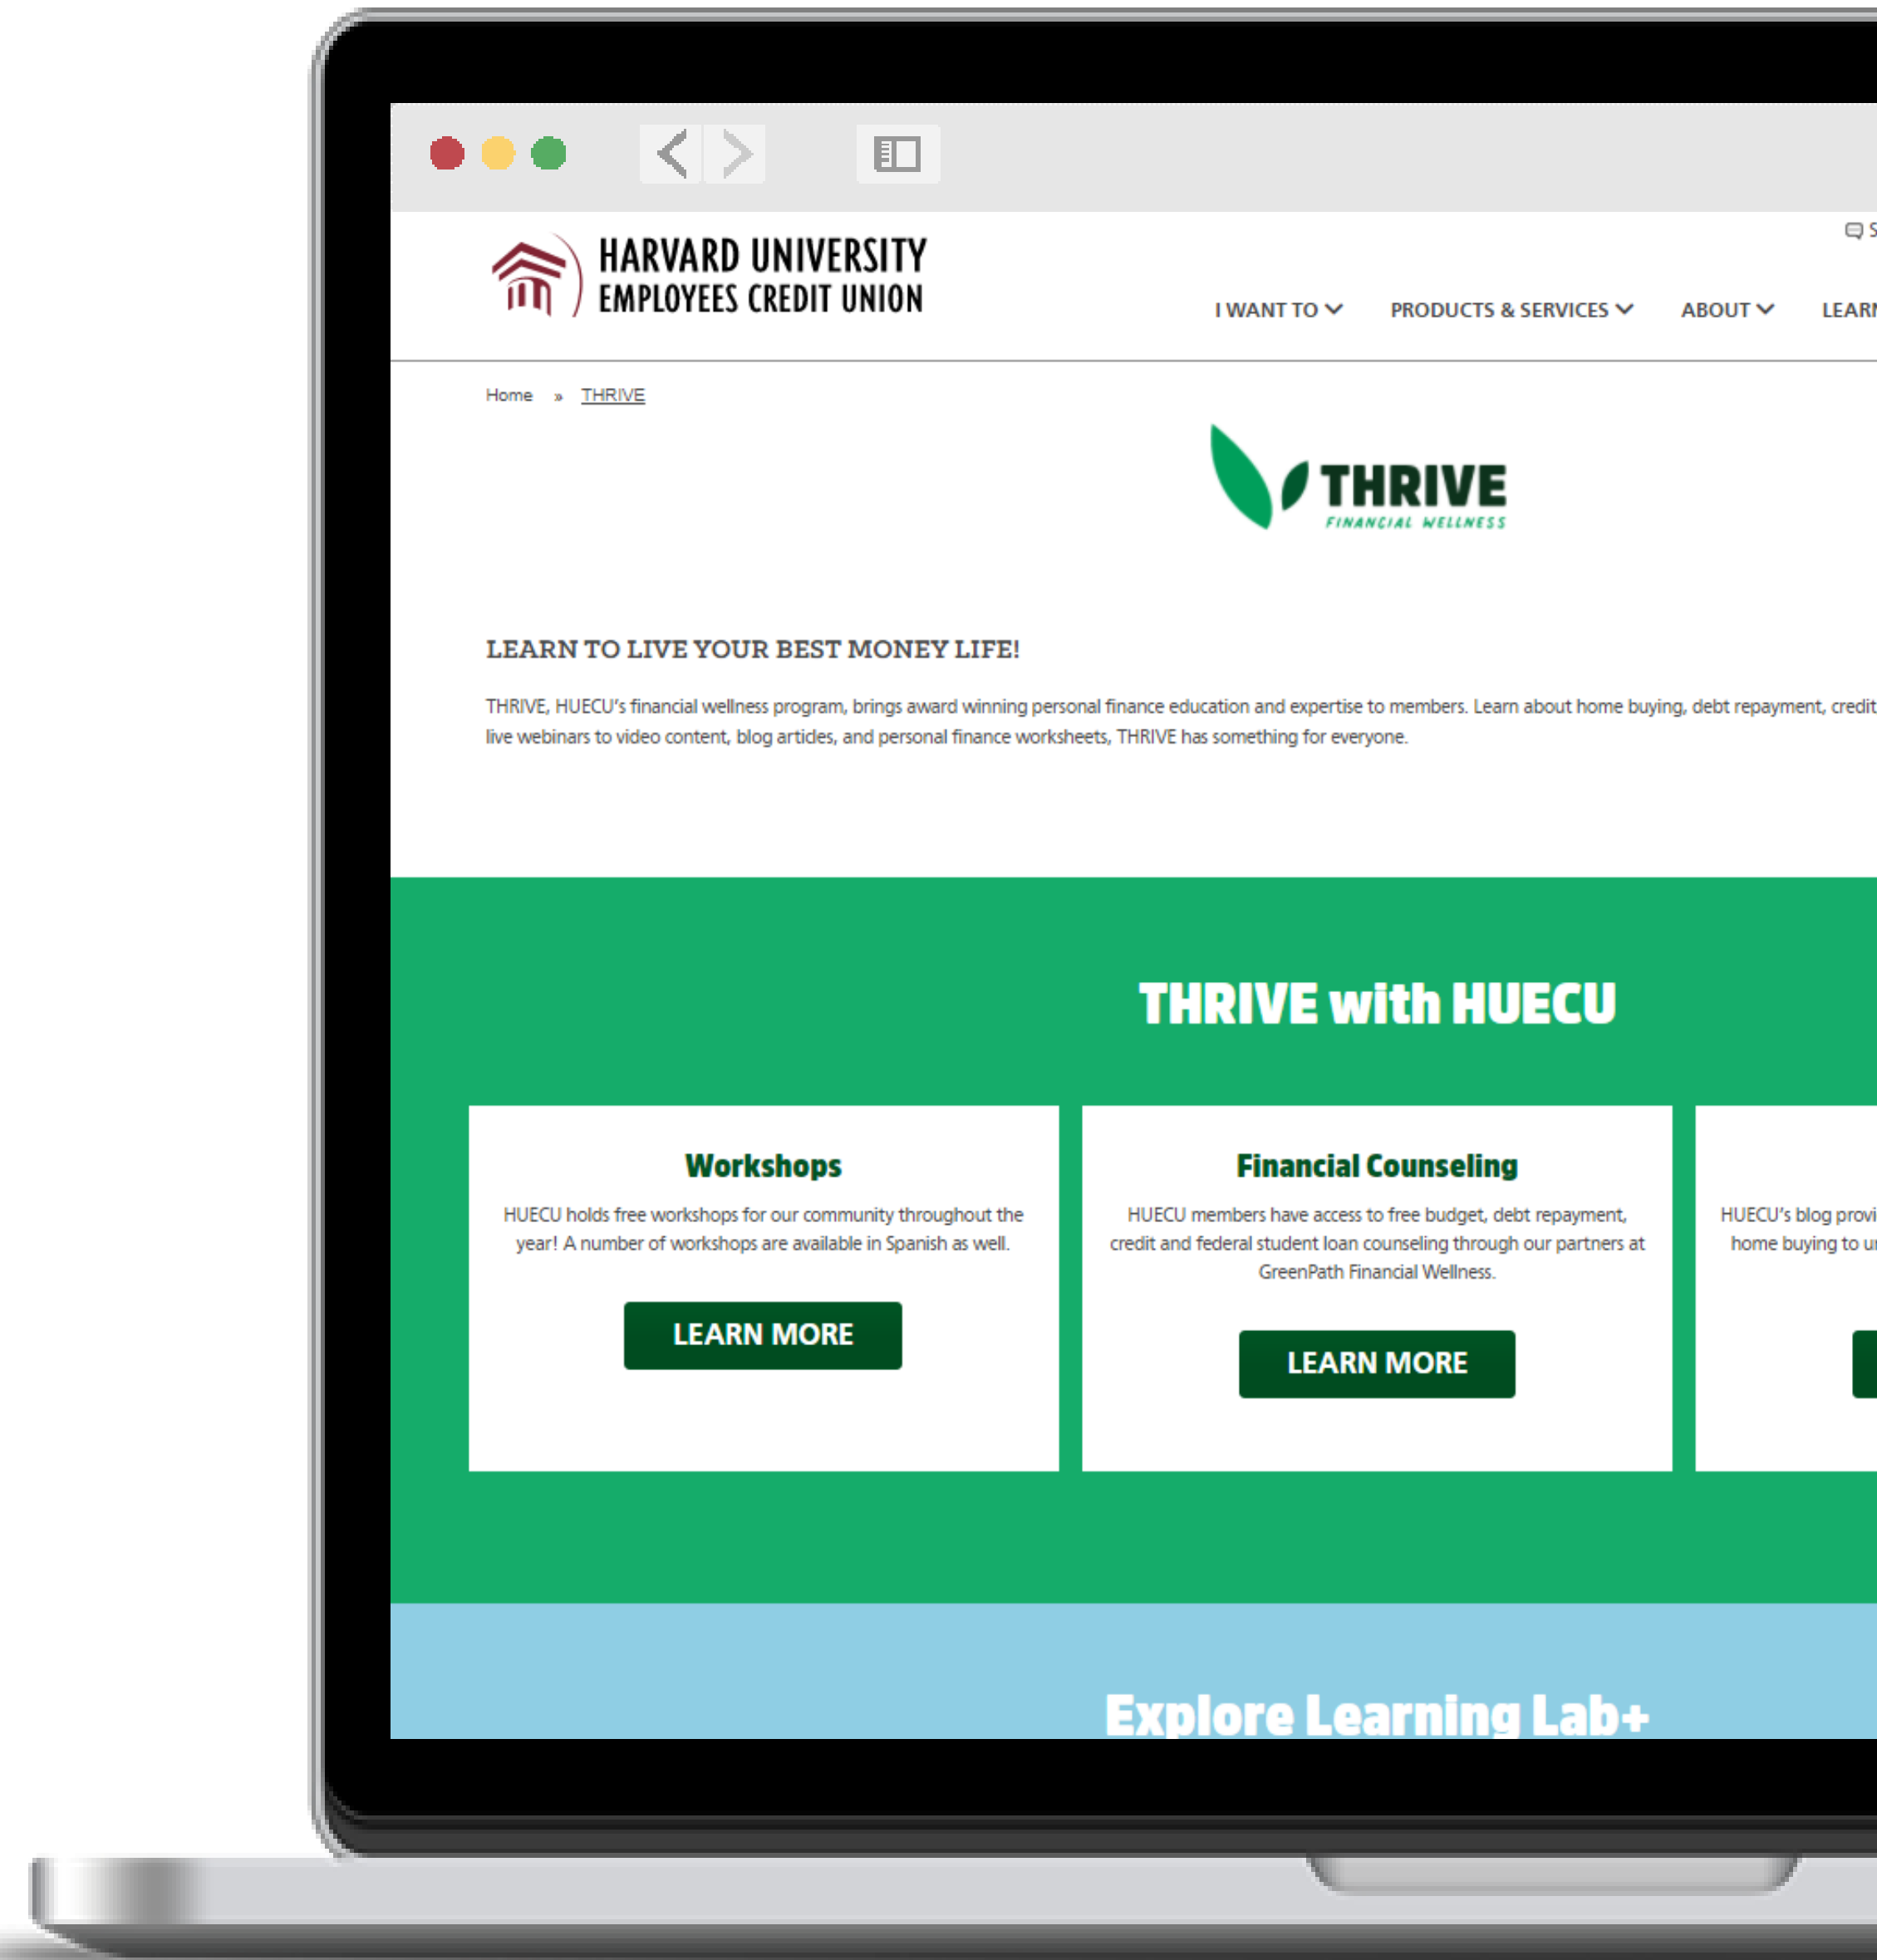 HARVARD UNIVERSITY
EMPLOYEES CREDIT UNION
I WANT TO
PRODUCTS & SERVICES
ABOUT
Home » THRIVE
THRIVE
FINANCIAL WELLNESS
LEARN TO LIVE YOUR BEST MONEY LIFE!
THRIVE, HUECU's financial wellness program, brings award winning personal finance education and expertise to members. Learn about home buying, debt repayment, credit
live webinars to video content, blog articles, and personal finance worksheets, THRIVE has something for everyone.
THRIVE with HUECU
Workshops
HUECU holds free workshops for our community throughout the
year! A number of workshops are available in Spanish as well.
LEARN MORE
Financial Counseling
HUECU members have access to free budget, debt repayment,
credit and federal student loan counseling through our partners at
GreenPath Financial Wellness.
LEARN MORE
HUECU's blog
home buying to
Explore Learning Lab+